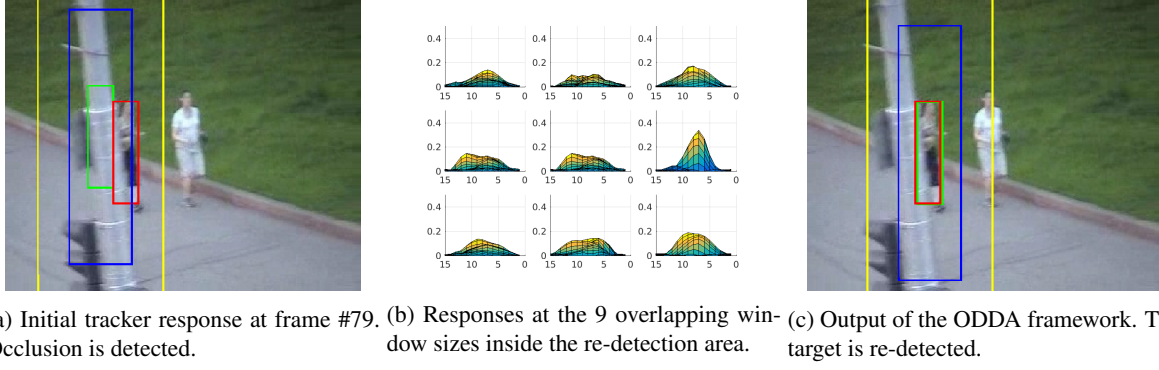 0.4 0.4 0.4
0.2 0.2 0.2
0 0 0
15 10 5 0 15 10 5 0 15 10 5 0
0.4 0.4 0.4
0.2 0.2 0.2
0 0 0
15 10 5 0 15 10 5 0 15 10 5 0
0.4 0.4 0.4
0.2 0.2 0.2
0 0 0
15 10 5 0 15 10 5 0 15 10 5 0
a) Initial tracker response at frame #79.
Occlusion is detected.
(b) Responses at the 9 overlapping win-
dow sizes inside the re-detection area.
(c) Output of the ODDA framework. T
target is re-detected.